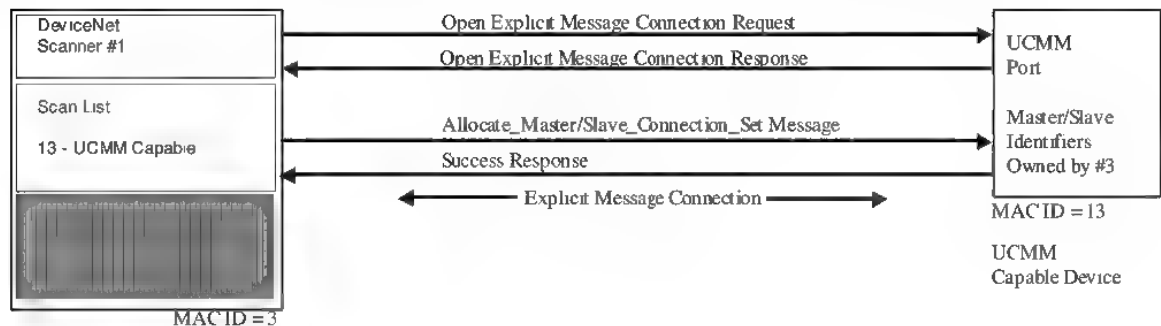 DeviceNet
Scanner #1
Scan List
13 - UCMM Capable
MAC ID = 3
Open Explicit Message Connection Request
Open Explicit Message Connection Response
Allocate_Master/Slave_Connection_Set Message
Success Response
Explicit Message Connection
UCMM
Port
Master/Slave
Identifiers
Owned by #3
MAC ID = 13
UCMM
Capable Device